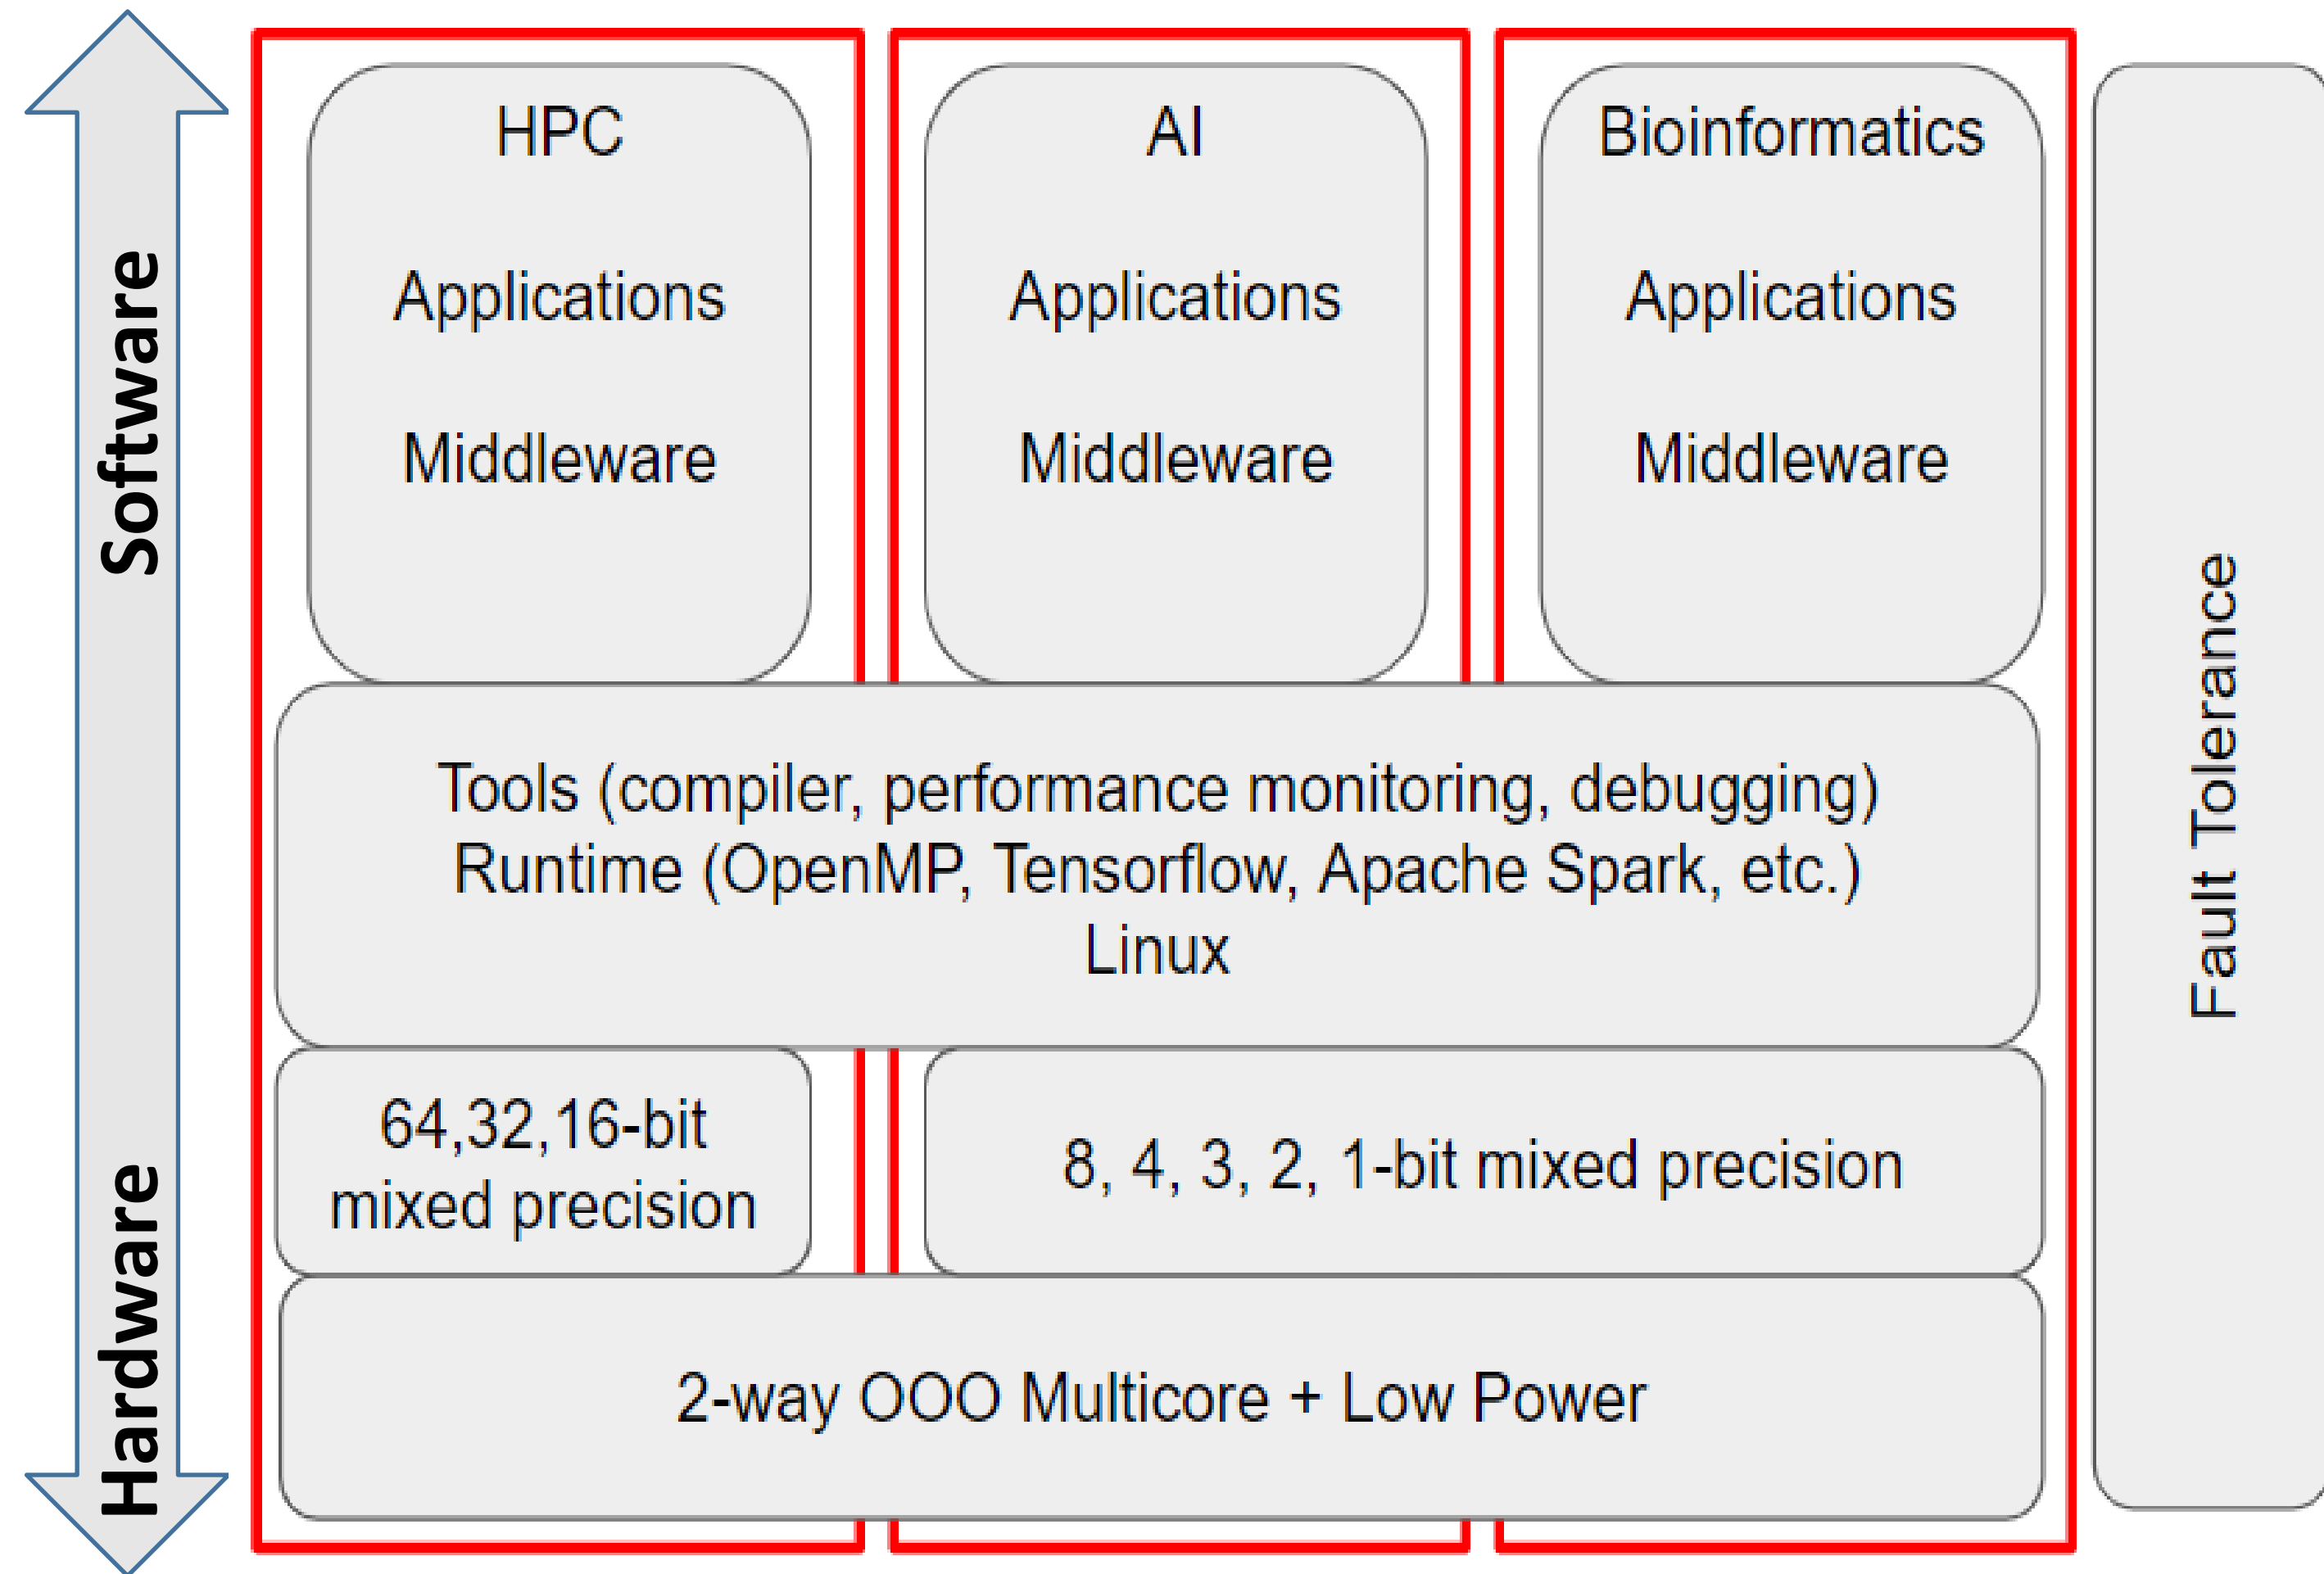 Software
Hardware
HPC
Applications
Middleware
AI
Applications
Middleware
Bioinformatics
Applications
Middleware
Tools (compiler, performance monitoring, debugging)
Runtime (OpenMP, Tensorflow, Apache Spark, etc.)
Linux
64,32,16-bit
mixed precision
8, 4, 3, 2, 1-bit mixed precision
2-way OOO Multicore + Low Power
Fault Tolerance